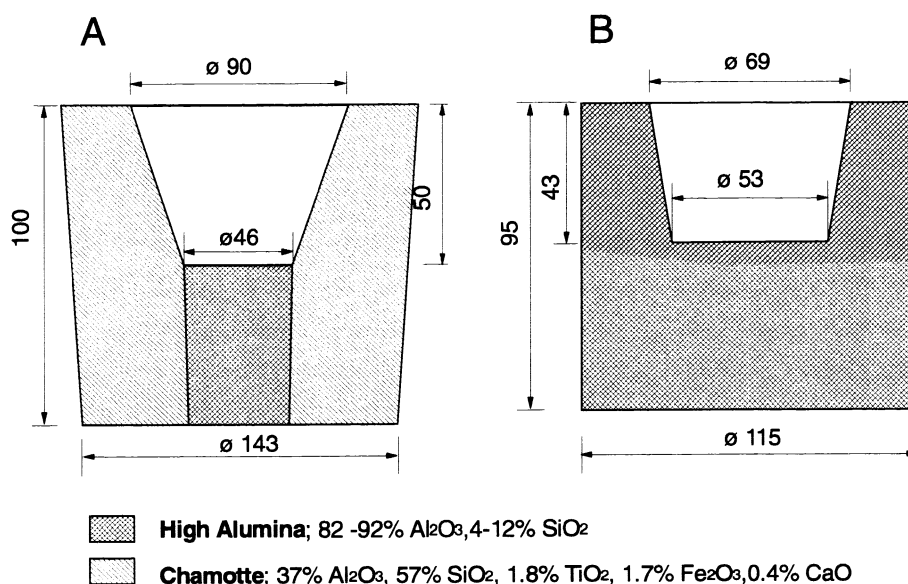 A
B
ø 90
ø 69
100
50
ø46
95
43
ø 53
ø 143
ø 115
High Alumina; 82 -92% Al₂O₃,4-12% SiO₂
Chamotte; 37% Al₂O₃, 57% SiO₂, 1.8% TiO₂, 1.7% Fe₂O₃,0.4% CaO